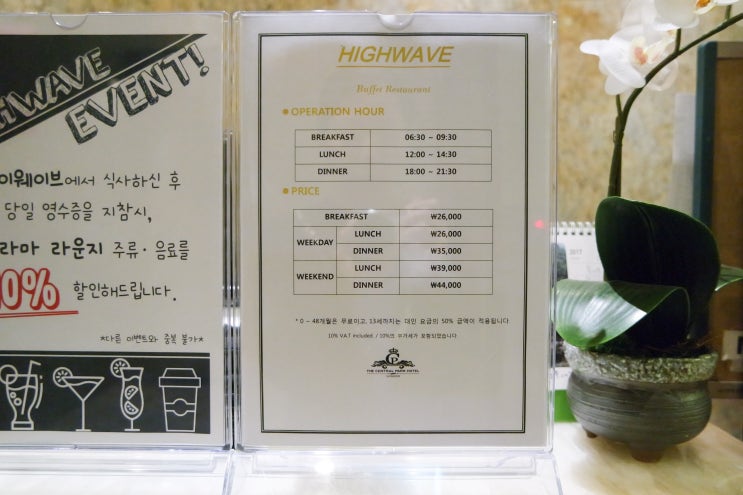 HWAVE
EVENT!
이웨이브에서 식사하신 후
당일 영수증을 지참시,
라마 라운지 주류·음료를
0% 할인해드립니다.
*다른 이벤트와 중복 불가*
HIGHWAVE
Buffet Restaurant
OPERATION HOUR
BREAKFAST 06:30 ~ 09:30
LUNCH 12:00 ~ 14:30
DINNER 18:00 ~ 21:30
PRICE
BREAKFAST ₩26,000
WEEKDAY LUNCH ₩26,000
DINNER ₩35,000
WEEKEND LUNCH ₩39,000
DINNER ₩44,000
* 0 ~ 48개월은 무료이고, 13세까지는 대인 요금의 50% 금액이 적용됩니다.
10% V.A.T included / 10%의 부가세가 포함되었습니다.
THE CENTRAL PARK HOTEL
2017